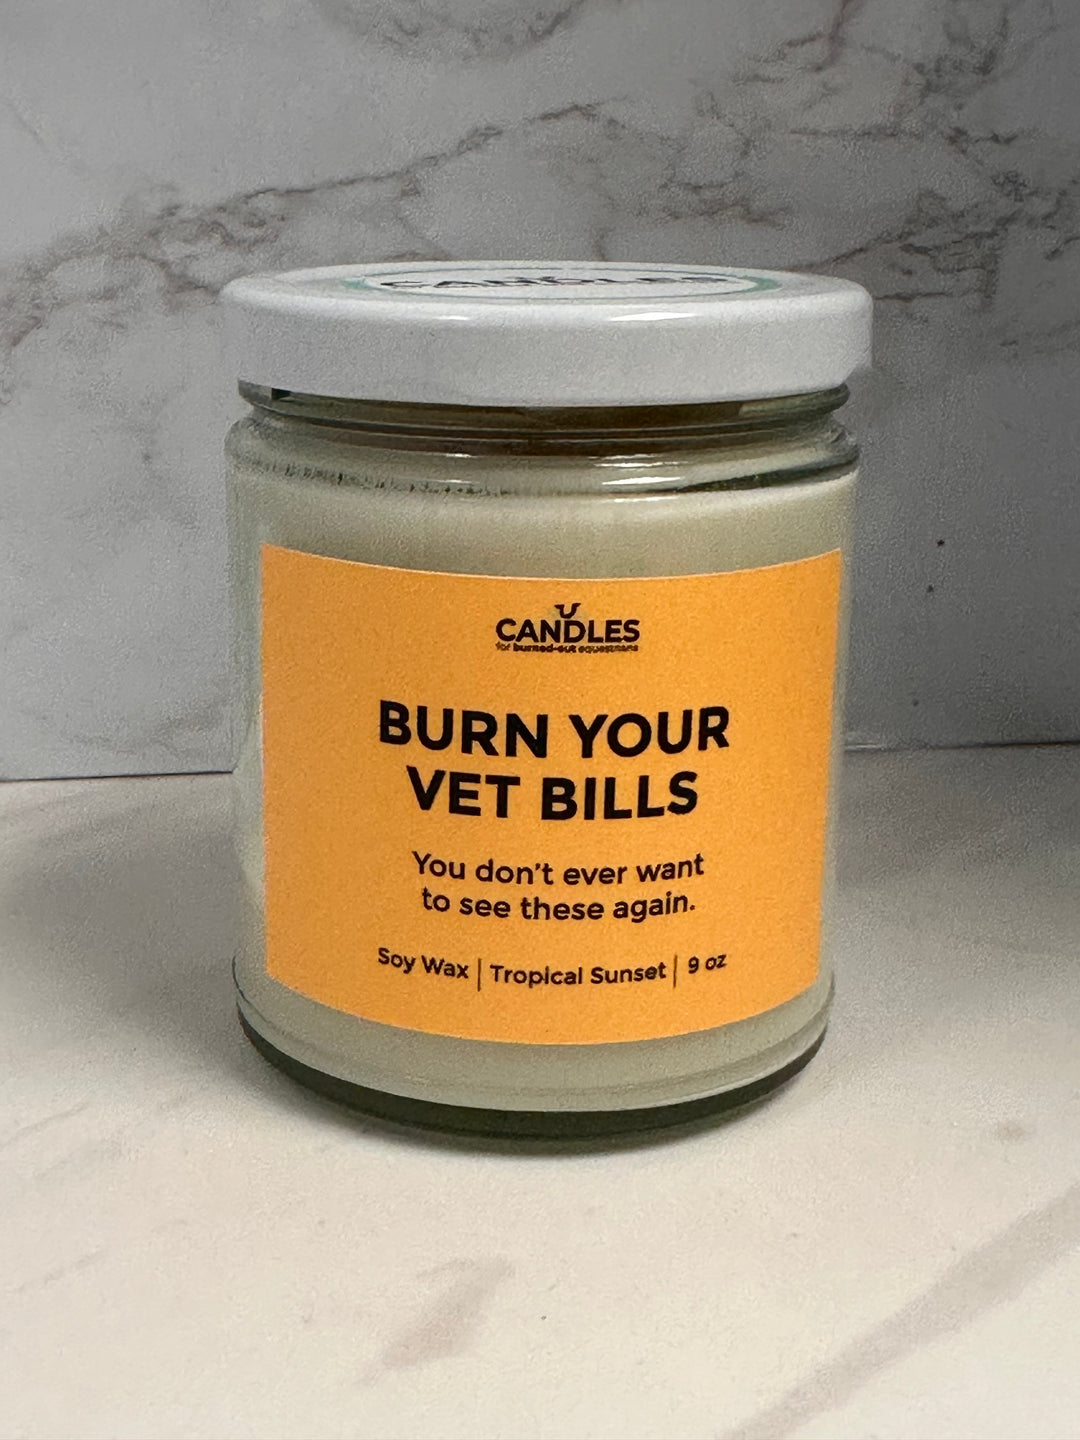 CANDLES
CANDLES
for burned-out equestrians
BURN YOUR
VET BILLS
You don't ever want
to see these again.
Soy Wax | Tropical Sunset | 9 oz